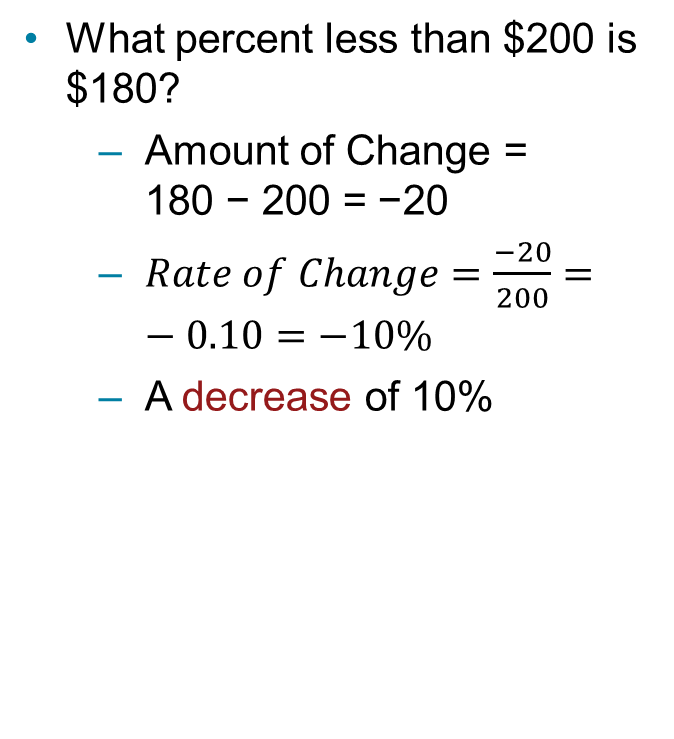 • What percent less than $200 is
$180?
– Amount of Change =
180 − 200 = −20
– Rate of Change = −20/200 =
− 0.10 = −10%
– A decrease of 10%